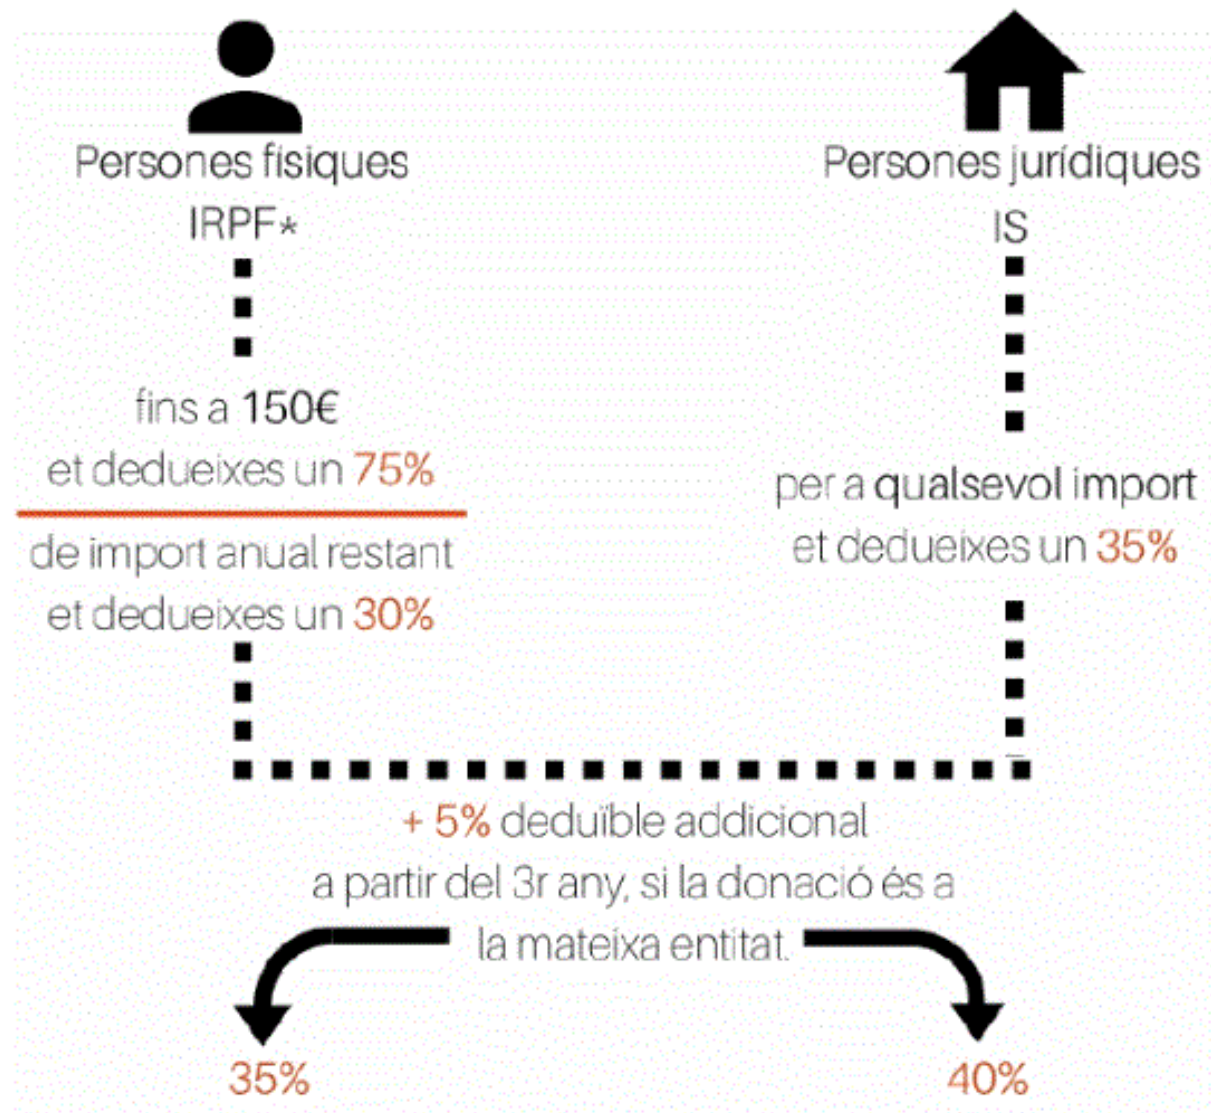 Persones físiques
IRPF*
fins a 150€
et dedueixes un 75%
de import anual restant
et dedueixes un 30%
Persones jurídiques
IS
per a qualsevol import
et dedueixes un 35%
+ 5% deduïble addicional
a partir del 3r any, si la donació és a
la mateixa entitat.
35%
40%